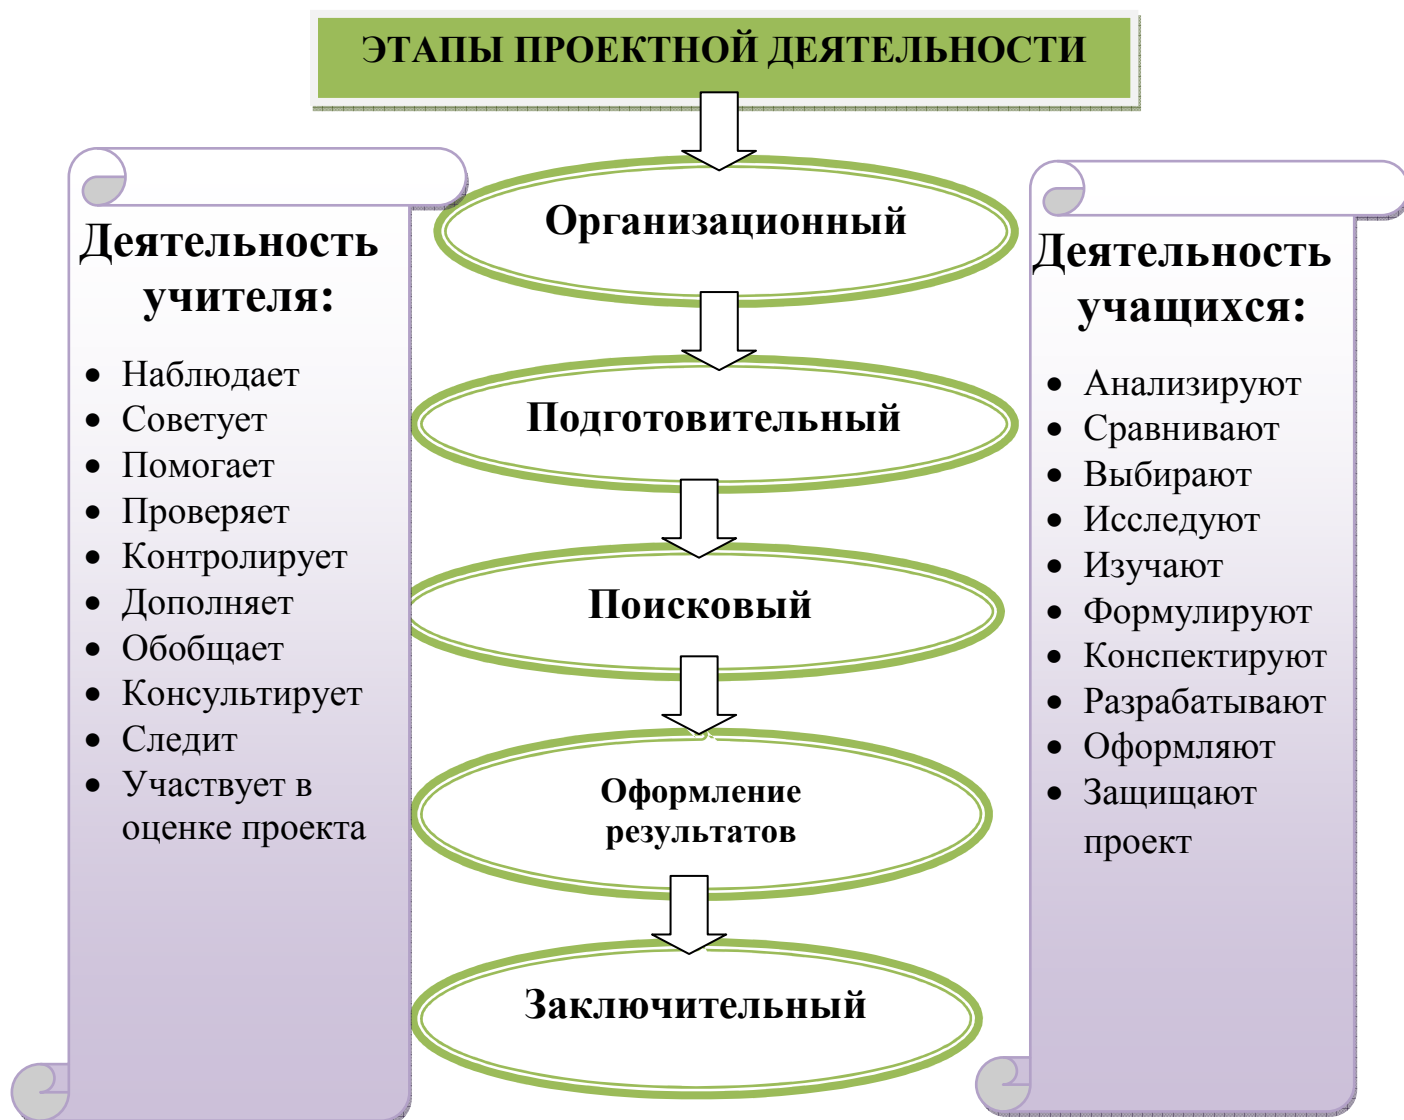 ЭТАПЫ ПРОЕКТНОЙ ДЕЯТЕЛЬНОСТИ
Деятельность
учителя:
• Наблюдает
• Советует
• Помогает
• Проверяет
• Контролирует
• Дополняет
• Обобщает
• Консультирует
• Следит
• Участвует в
оценке проекта
Организационный
Подготовительный
Поисковый
Оформление
результатов
Заключительный
Деятельность
учащихся:
• Анализируют
• Сравнивают
• Выбирают
• Исследуют
• Изучают
• Формулируют
• Конспектируют
• Разрабатывают
• Оформляют
• Защищают
проект